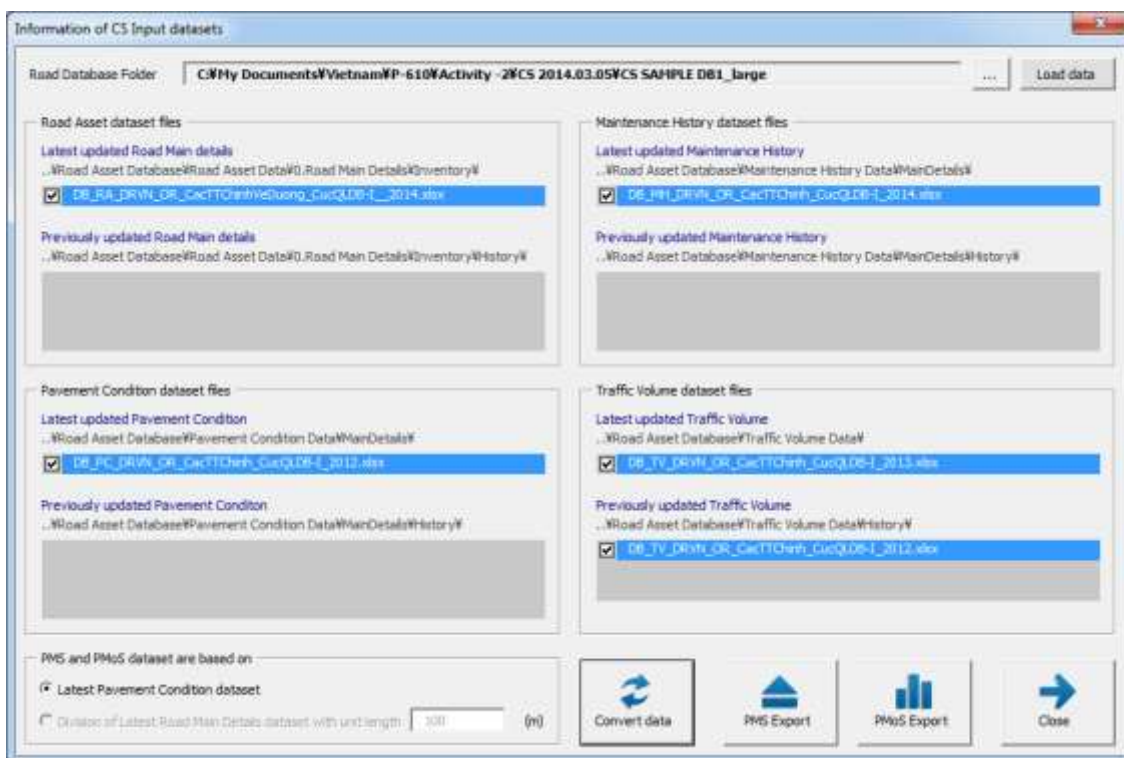 Information of CS Input datasets
Road Database Folder C:¥My Documents¥Vietnam¥P-610¥Activity -2¥CS 2014.03.05¥CS SAMPLE DB1_large ... Load data
Road Asset dataset files
Latest updated Road Main details
..¥Road Asset Database¥Road Asset Data¥0.Road Main Details¥Inventory¥
DB_RA_DRVN_OR_CacTTChinhVeDuong_CucQLDB-I__2014.xlsx
Previously updated Road Main details
..¥Road Asset Database¥Road Asset Data¥0.Road Main Details¥Inventory¥History¥
Maintenance History dataset files
Latest updated Maintenance History
..¥Road Asset Database¥Maintenance History Data¥MainDetails¥
DB_MH_DRVN_OR_CacTTChinh_CucQLDB-I_2014.xlsx
Previously updated Maintenance History
..¥Road Asset Database¥Maintenance History Data¥MainDetails¥History¥
Pavement Condition dataset files
Latest updated Pavement Condition
..¥Road Asset Database¥Pavement Condition Data¥MainDetails¥
DB_PC_DRVN_OR_CacTTChinh_CucQLDB-I_2012.xlsx
Previously updated Pavement Conditon
..¥Road Asset Database¥Pavement Condition Data¥MainDetails¥History¥
Traffic Volume dataset files
Latest updated Traffic Volume
..¥Road Asset Database¥Traffic Volume Data¥
DB_TV_DRVN_OR_CacTTChinh_CucQLDB-I_2013.xlsx
Previously updated Traffic Volume
..¥Road Asset Database¥Traffic Volume Data¥History¥
DB_TV_DRVN_OR_CacTTChinh_CucQLDB-I_2012.xlsx
PMS and PMoS dataset are based on
Latest Pavement Condition dataset
Division of Latest Road Main Details dataset with unit length 100 (m)
Convert data
PMS Export
PMoS Export
Close